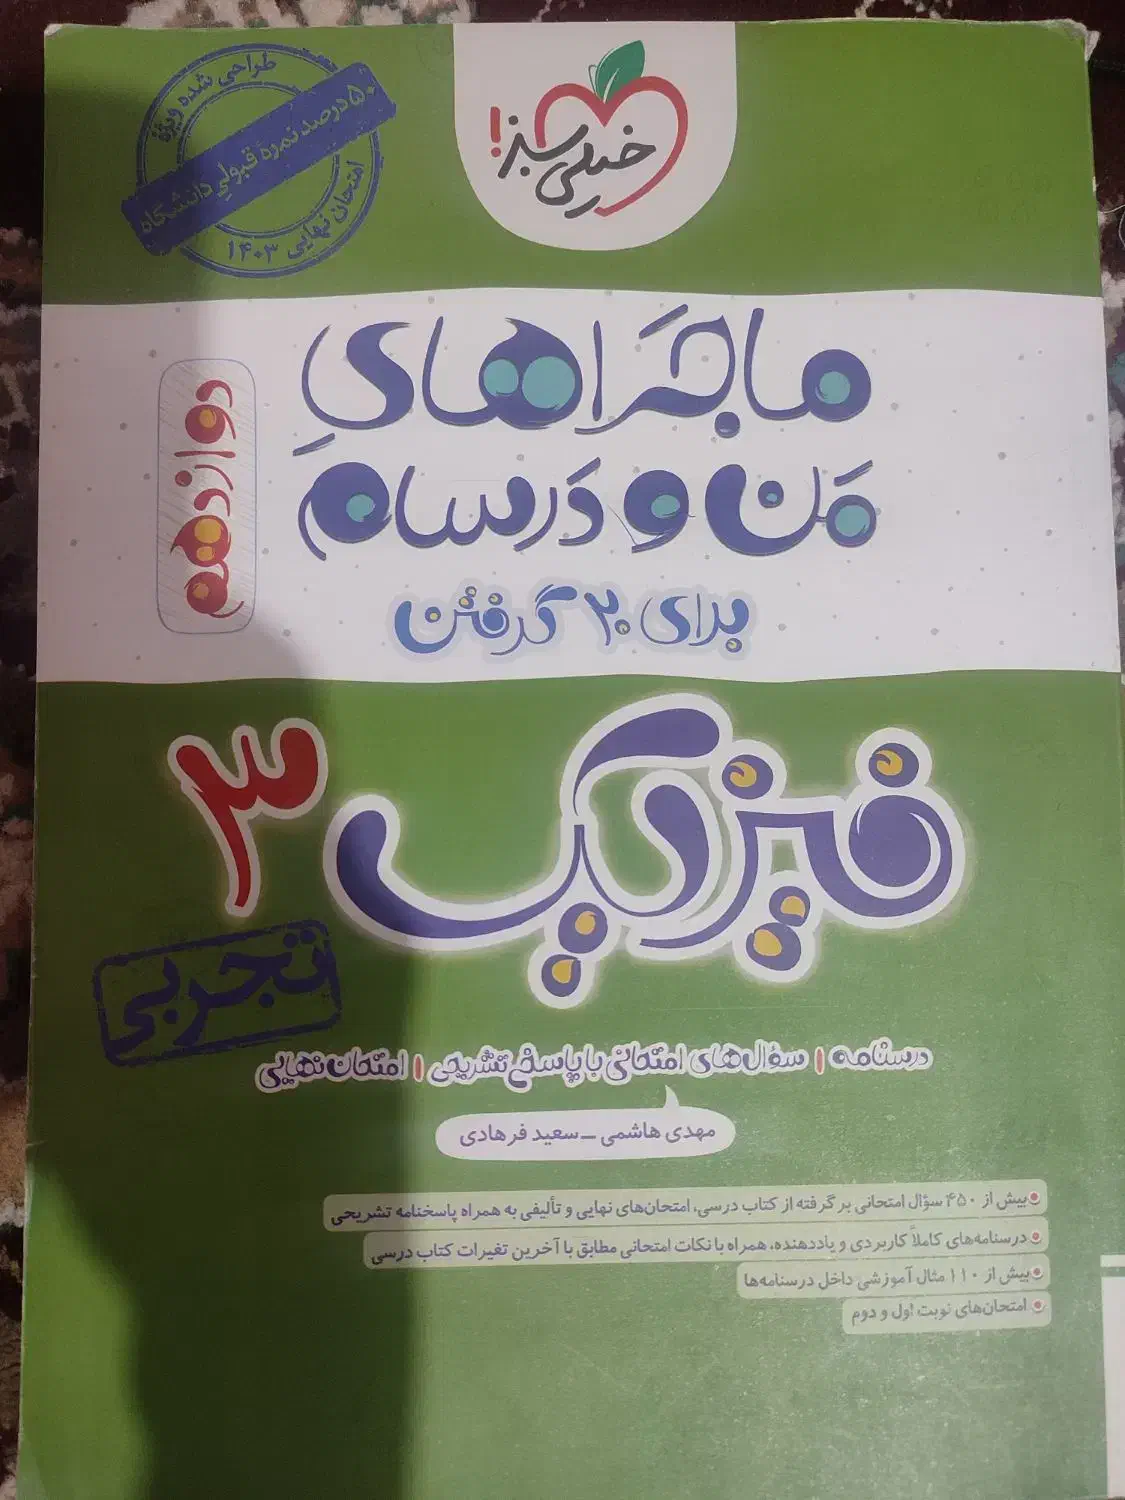 خیلی سبز!
طراحی شده ویژه
۵۰ درصد نمرهٔ قبولی دانشگاه
امتحان نهایی ۱۴۰۳
ماجراهای
من و درسام
دوازدهم
برای ۲۰ گرفتن
فیزیک ۳
تجربی
درسنامه | سؤال‌های امتحانی با پاسخ تشریحی | امتحان نهایی
مهدی هاشمی - سعید فرهادی
بیش از ۴۵۰ سؤال امتحانی برگرفته از کتاب درسی، امتحان‌های نهایی و تألیفی به همراه پاسخنامه تشریحی
درسنامه‌های کاملاً کاربردی و یاددهنده، همراه با نکات امتحانی مطابق با آخرین تغیرات کتاب درسی
بیش از ۱۱۰ مثال آموزشی داخل درسنامه‌ها
امتحان‌های نوبت اول و دوم